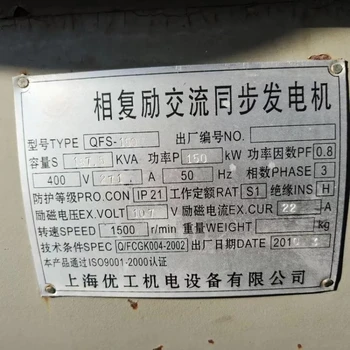 相复励交流同步发电机
型号TYPE QFS- 出厂编号NO.
容量S KVA 功率P 150 kW 功率因数PF 0.8
400 V A 50 Hz 相数PHASE 3
防护等级PRO.CON IP21 工作定额RAT S1 绝缘INS H
励磁电压EX.VOLT V 励磁电流EX.CUR 22 A
转速SPEED 1500 r/min 重量WEIGHT kg
技术条件SPEC Q/FCGK004-2002 出厂日期DATE
本产品通过ISO9001-2000认证
上海优工机电设备有限公司